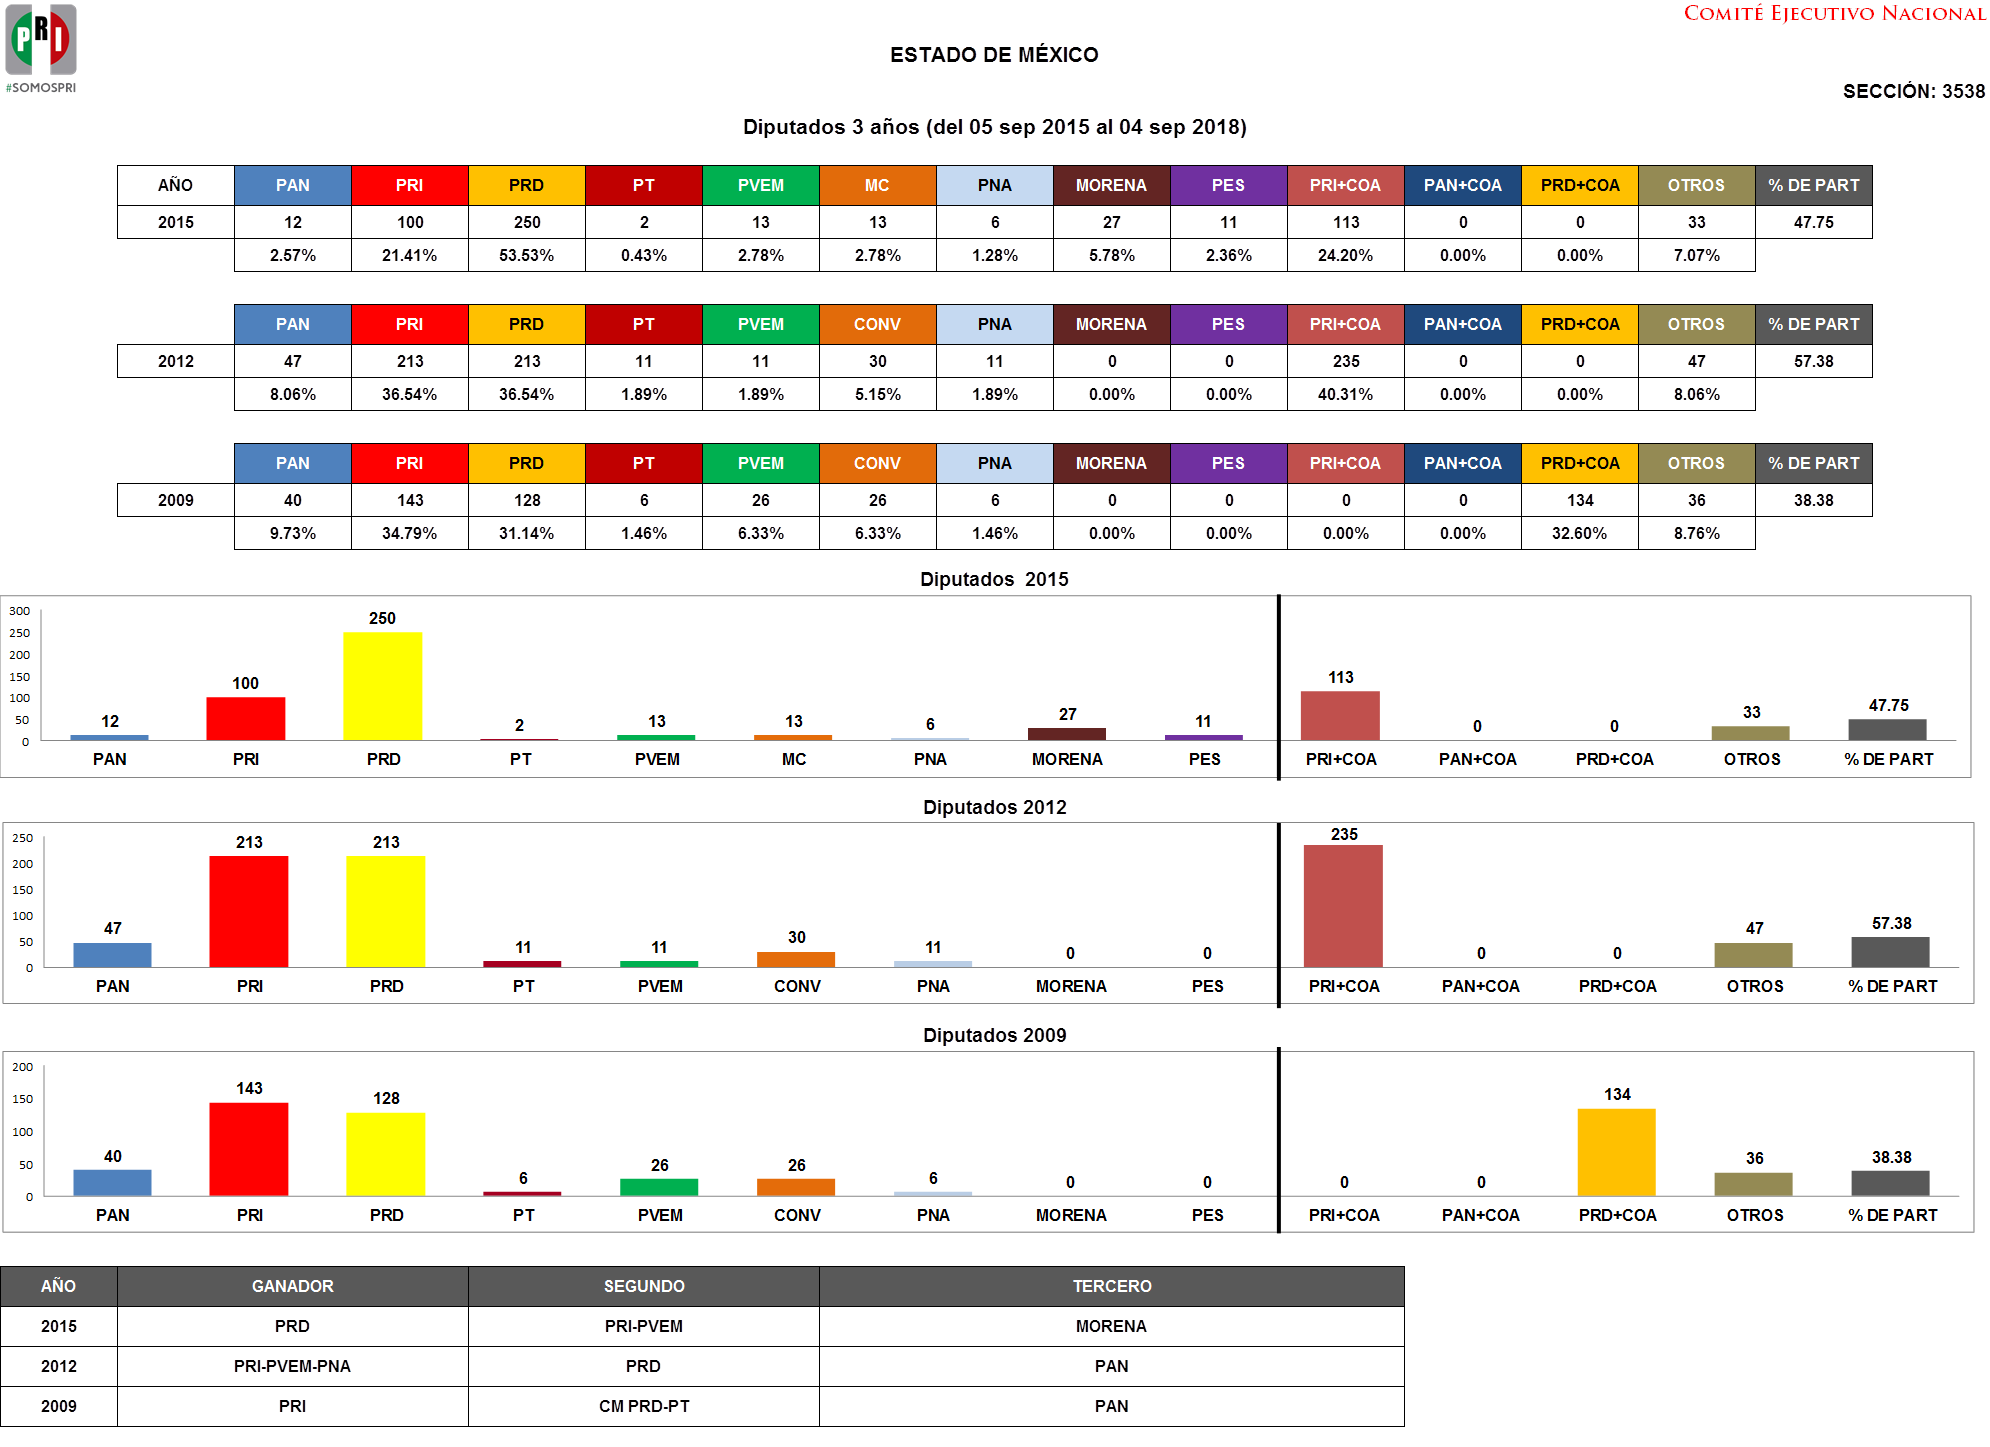 PRI
#SOMOSPRI
COMITÉ EJECUTIVO NACIONAL
ESTADO DE MÉXICO
SECCIÓN: 3538
Diputados 3 años (del 05 sep 2015 al 04 sep 2018)
AÑO PAN PRI PRD PT PVEM MC PNA MORENA PES PRI+COA PAN+COA PRD+COA OTROS % DE PART
2015 12 100 250 2 13 13 6 27 11 113 0 0 33 47.75
2.57% 21.41% 53.53% 0.43% 2.78% 2.78% 1.28% 5.78% 2.36% 24.20% 0.00% 0.00% 7.07%
PAN PRI PRD PT PVEM CONV PNA MORENA PES PRI+COA PAN+COA PRD+COA OTROS % DE PART
2012 47 213 213 11 11 30 11 0 0 235 0 0 47 57.38
8.06% 36.54% 36.54% 1.89% 1.89% 5.15% 1.89% 0.00% 0.00% 40.31% 0.00% 0.00% 8.06%
PAN PRI PRD PT PVEM CONV PNA MORENA PES PRI+COA PAN+COA PRD+COA OTROS % DE PART
2009 40 143 128 6 26 26 6 0 0 0 0 134 36 38.38
9.73% 34.79% 31.14% 1.46% 6.33% 6.33% 1.46% 0.00% 0.00% 0.00% 0.00% 32.60% 8.76%
Diputados 2015
300
250
200
150
100
50
0
12 100 250 2 13 13 6 27 11 113 0 0 33 47.75
PAN PRI PRD PT PVEM MC PNA MORENA PES PRI+COA PAN+COA PRD+COA OTROS % DE PART
Diputados 2012
250
200
150
100
50
0
47 213 213 11 11 30 11 0 0 235 0 0 47 57.38
PAN PRI PRD PT PVEM CONV PNA MORENA PES PRI+COA PAN+COA PRD+COA OTROS % DE PART
Diputados 2009
200
150
100
50
0
40 143 128 6 26 26 6 0 0 0 0 134 36 38.38
PAN PRI PRD PT PVEM CONV PNA MORENA PES PRI+COA PAN+COA PRD+COA OTROS % DE PART
AÑO GANADOR SEGUNDO TERCERO
2015 PRD PRI-PVEM MORENA
2012 PRI-PVEM-PNA PRD PAN
2009 PRI CM PRD-PT PAN